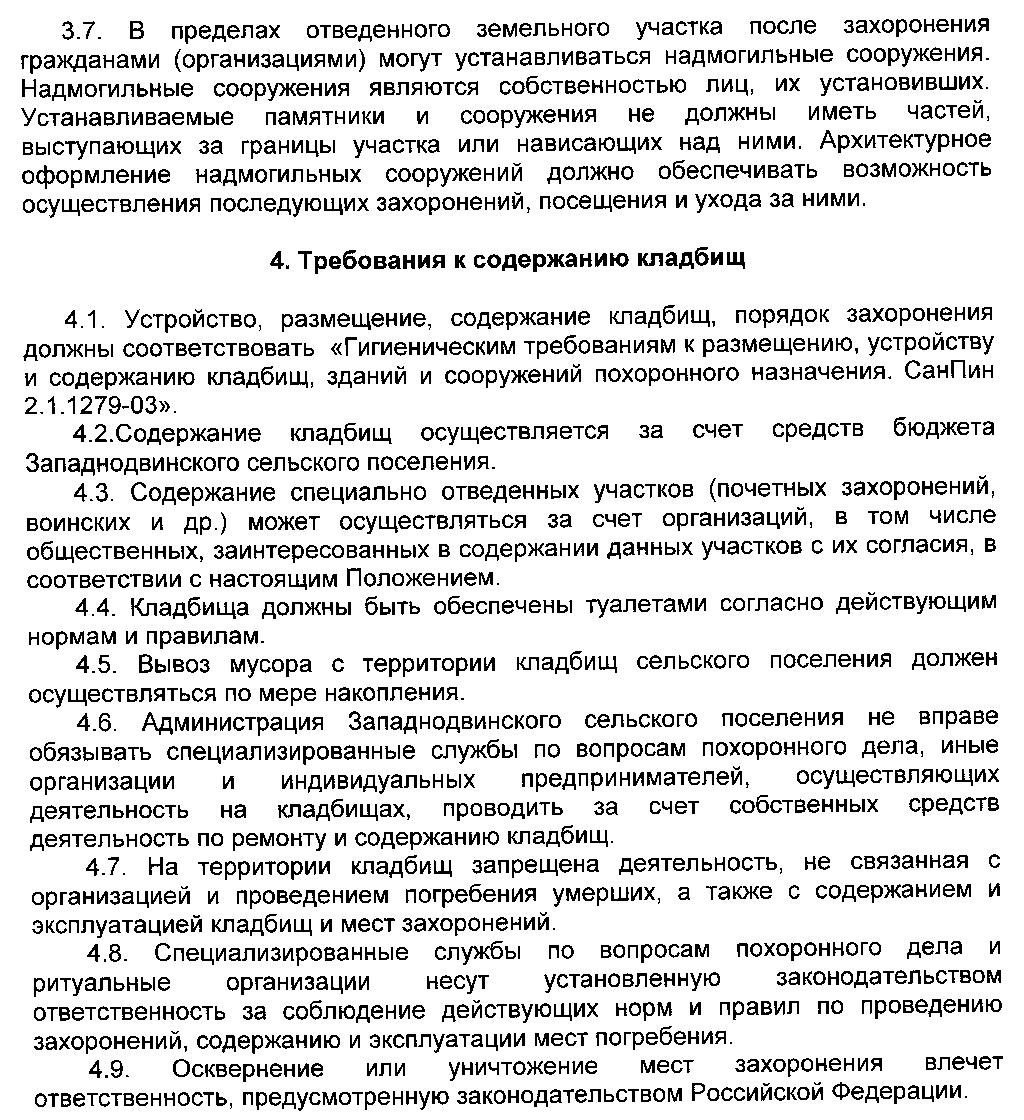 3.7. В пределах отведенного земельного участка после захоронения
гражданами (организациями) могут устанавливаться надмогильные сооружения.
Надмогильные сооружения являются собственностью лиц, их установивших.
Устанавливаемые памятники и сооружения не должны иметь частей,
выступающих за границы участка или нависающих над ними. Архитектурное
оформление надмогильных сооружений должно обеспечивать возможность
осуществления последующих захоронений, посещения и ухода за ними.
4. Требования к содержанию кладбищ
4.1. Устройство, размещение, содержание кладбищ, порядок захоронения
должны соответствовать «Гигиеническим требованиям к размещению, устройству
и содержанию кладбищ, зданий и сооружений похоронного назначения. СанПин
2.1.1279-03».
4.2.Содержание кладбищ осуществляется за счет средств бюджета
Западнодвинского сельского поселения.
4.3. Содержание специально отведенных участков (почетных захоронений,
воинских и др.) может осуществляться за счет организаций, в том числе
общественных, заинтересованных в содержании данных участков с их согласия, в
соответствии с настоящим Положением.
4.4. Кладбища должны быть обеспечены туалетами согласно действующим
нормам и правилам.
4.5. Вывоз мусора с территории кладбищ сельского поселения должен
осуществляться по мере накопления.
4.6. Администрация Западнодвинского сельского поселения не вправе
обязывать специализированные службы по вопросам похоронного дела, иные
организации и индивидуальных предпринимателей, осуществляющих
деятельность на кладбищах, проводить за счет собственных средств
деятельность по ремонту и содержанию кладбищ.
4.7. На территории кладбищ запрещена деятельность, не связанная с
организацией и проведением погребения умерших, а также с содержанием и
эксплуатацией кладбищ и мест захоронений.
4.8. Специализированные службы по вопросам похоронного дела и
ритуальные организации несут установленную законодательством
ответственность за соблюдение действующих норм и правил по проведению
захоронений, содержанию и эксплуатации мест погребения.
4.9. Осквернение или уничтожение мест захоронения влечет
ответственность, предусмотренную законодательством Российской Федерации.